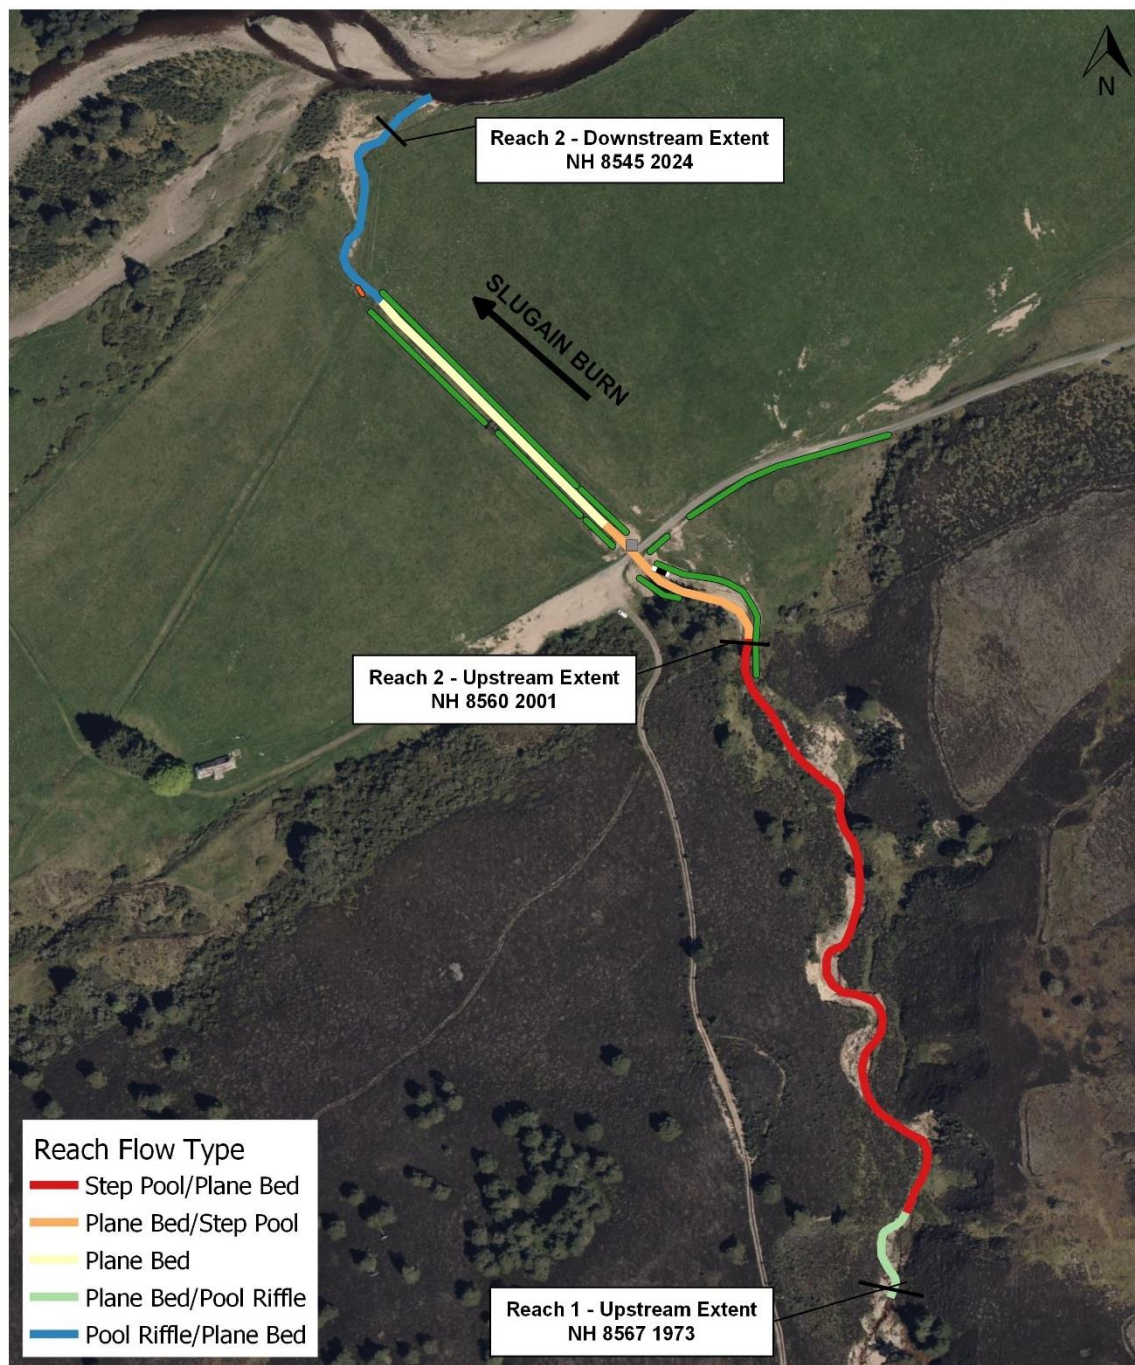 N
Reach 2 - Downstream Extent
NH 8545 2024
SLUGAIN BURN
Reach 2 - Upstream Extent
NH 8560 2001
Reach Flow Type
Step Pool/Plane Bed
Plane Bed/Step Pool
Plane Bed
Plane Bed/Pool Riffle
Pool Riffle/Plane Bed
Reach 1 - Upstream Extent
NH 8567 1973